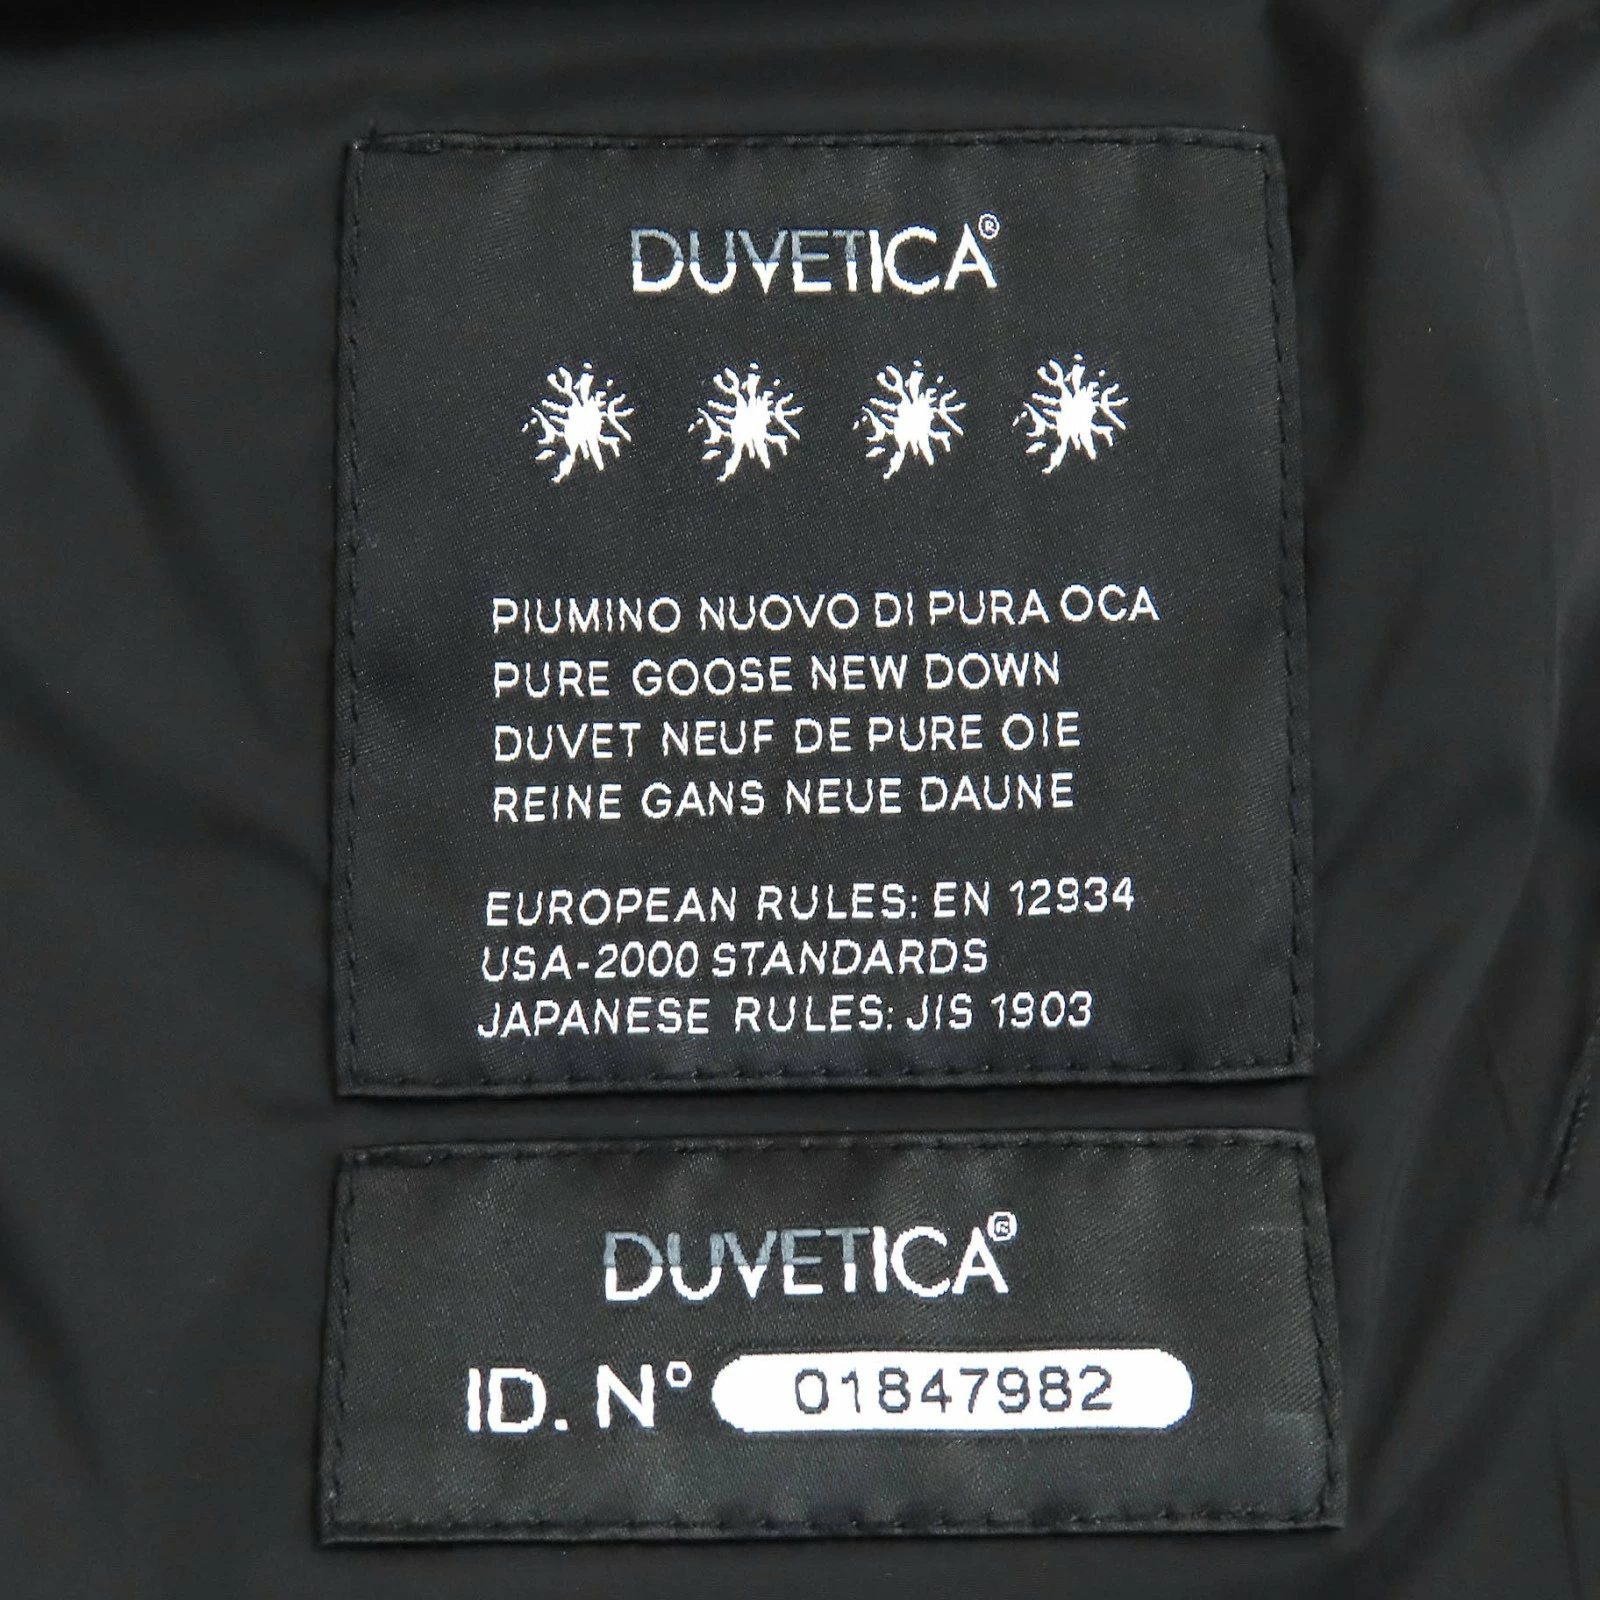 DUVETICA®
PIUMINO NUOVO DI PURA OCA
PURE GOOSE NEW DOWN
DUVET NEUF DE PURE OIE
REINE GANS NEUE DAUNE
EUROPEAN RULES: EN 12934
USA-2000 STANDARDS
JAPANESE RULES: JIS 1903
DUVETICA®
ID. N° 01847982